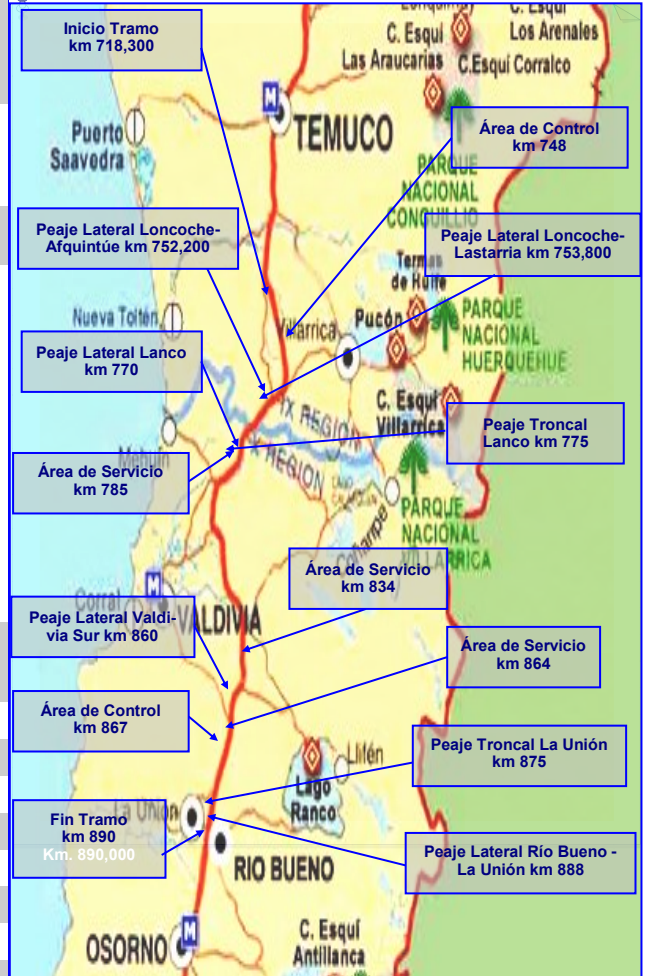 Lonquimay
C. Esquí
Los Arenales
C. Esqui
Las Araucarias
C.Esquí Corralco
Inicio Tramo
km 718,300
TEMUCO
Puerto
Saavedra
Área de Control
km 748
PARQUE
NACIONAL
CONGUILLIO
Peaje Lateral Loncoche-
Afquintúe km 752,200
Peaje Lateral Loncoche-
Lastarria km 753,800
Termas
de Huife
Nueva Toltén
Villarrica
Pucón
PARQUE
NACIONAL
HUERQUEHUE
Peaje Lateral Lanco
km 770
C. Esquí
Villarrica
IX REGION
X REGION
Peaje Troncal
Lanco km 775
Mehuín
Área de Servicio
km 785
PARQUE
NACIONAL
VILLARRICA
Coñaripe
Área de Servicio
km 834
Corral
VALDIVIA
Peaje Lateral Valdi-
via Sur km 860
Área de Servicio
km 864
Área de Control
km 867
Peaje Troncal La Unión
km 875
Llifén
Lago
Ranco
La Unión
Fin Tramo
km 890
Km. 890,000
RIO BUENO
Peaje Lateral Río Bueno -
La Unión km 888
OSORNO
C. Esquí
Antillanca
M
M
M